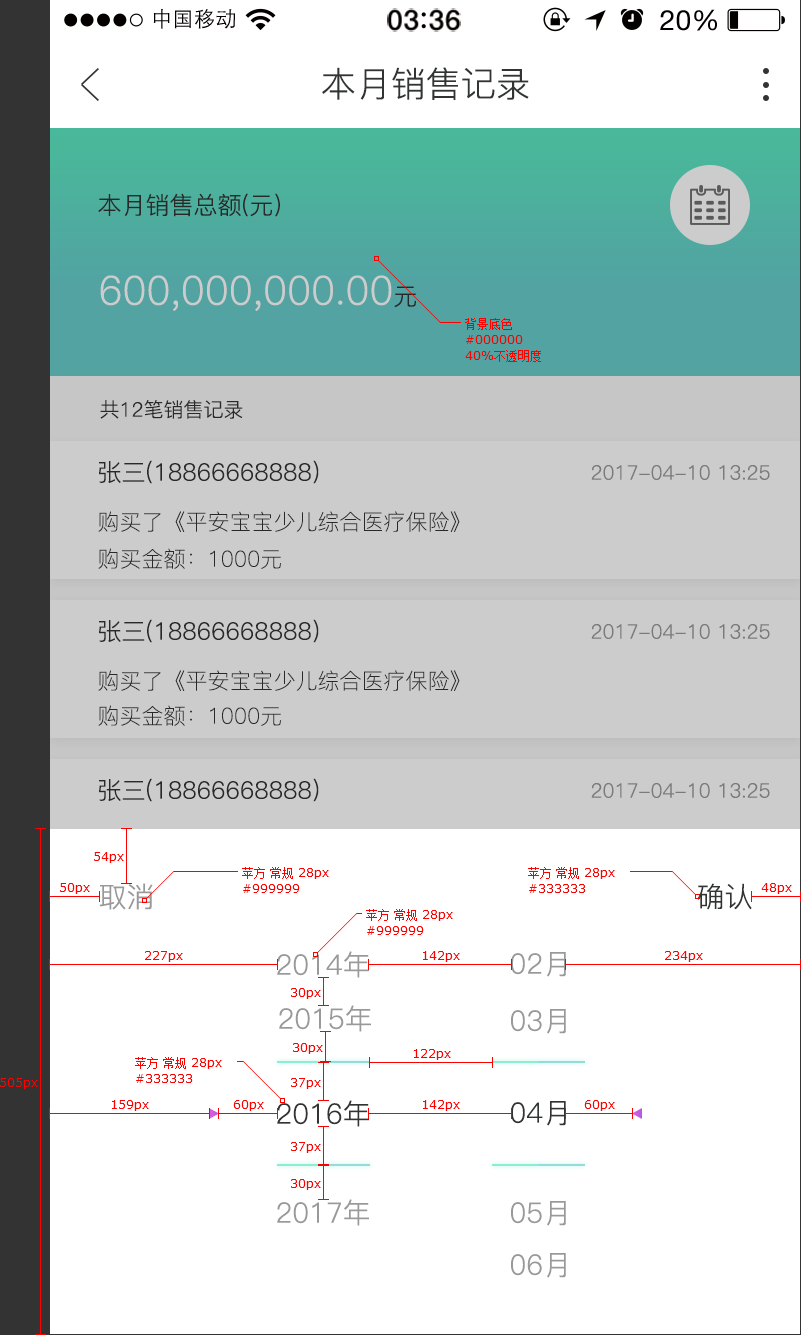 中国移动 03:36 20%
本月销售记录
本月销售总额(元)
600,000,000.00元
背景底色
#000000
40%不透明度
共12笔销售记录
张三(18866668888) 2017-04-10 13:25
购买了《平安宝宝少儿综合医疗保险》
购买金额：1000元
张三(18866668888) 2017-04-10 13:25
购买了《平安宝宝少儿综合医疗保险》
购买金额：1000元
张三(18866668888) 2017-04-10 13:25
54px
苹方 常规 28px
#999999
苹方 常规 28px
#333333
50px 取消 确认 48px
苹方 常规 28px
#999999
227px 2014年 142px 02月 234px
30px
2015年 03月
30px 122px
苹方 常规 28px
#333333
37px
505px
159px 60px 2016年 142px 04月 60px
37px
30px
2017年 05月
06月